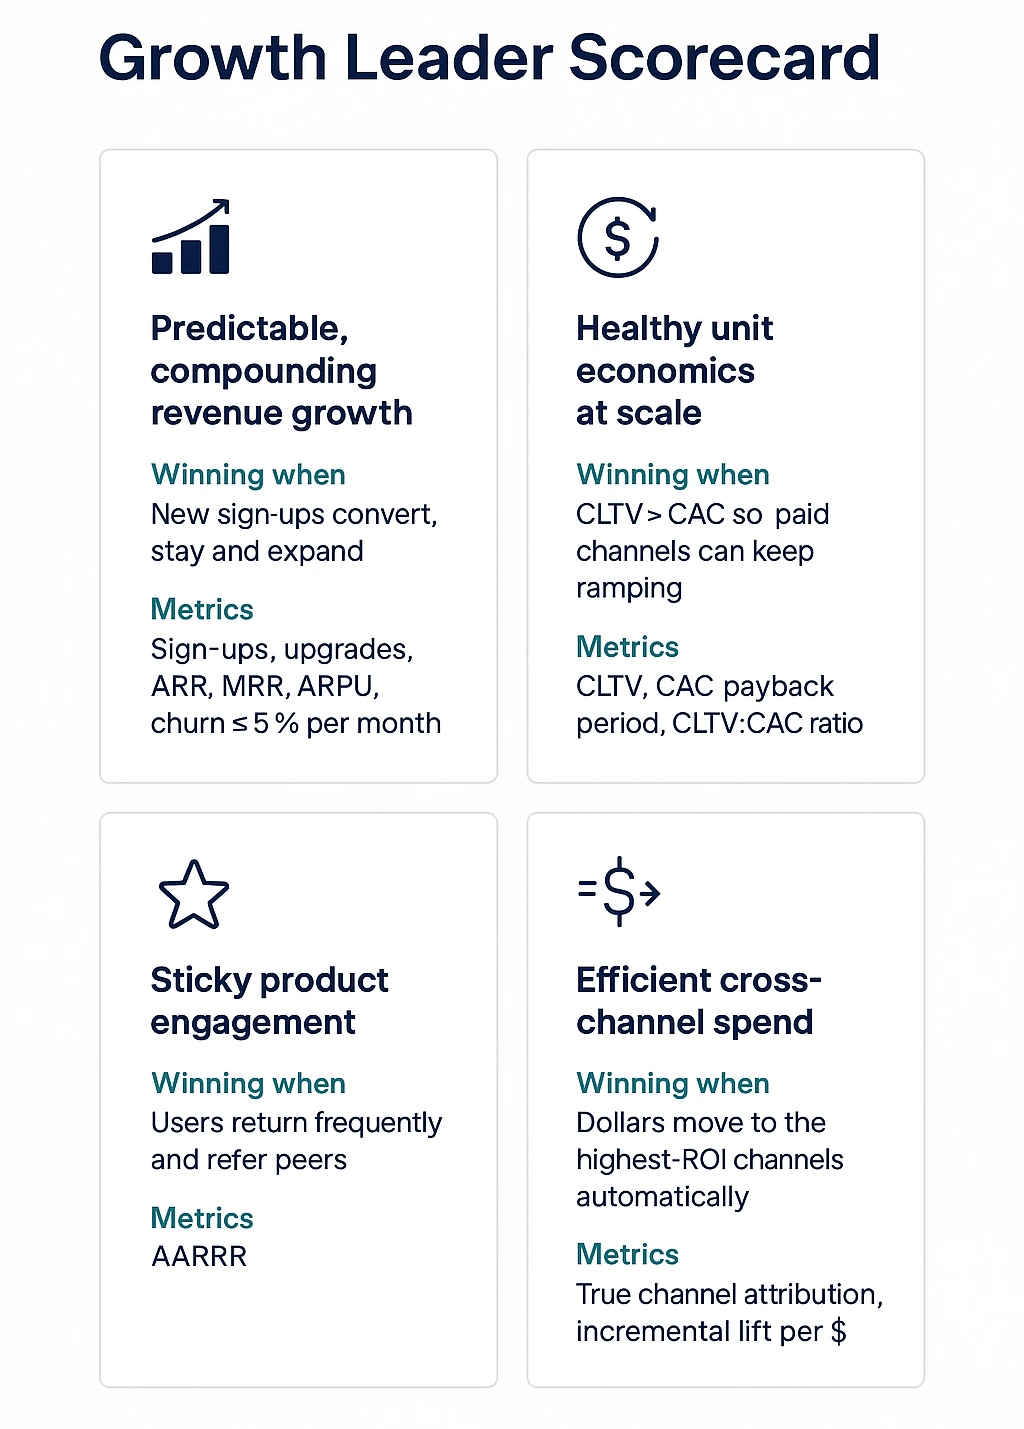 Growth Leader Scorecard
$
Predictable,
compounding
revenue growth
Winning when
New sign-ups convert,
stay and expand
Metrics
Sign-ups, upgrades,
ARR, MRR, ARPU,
churn ≤ 5 % per month
Healthy unit
economics
at scale
Winning when
CLTV > CAC so paid
channels can keep
ramping
Metrics
CLTV, CAC payback
period, CLTV:CAC ratio
Sticky product
engagement
Winning when
Users return frequently
and refer peers
Metrics
AARRR
=$→
Efficient cross-
channel spend
Winning when
Dollars move to the
highest-ROI channels
automatically
Metrics
True channel attribution,
incremental lift per $